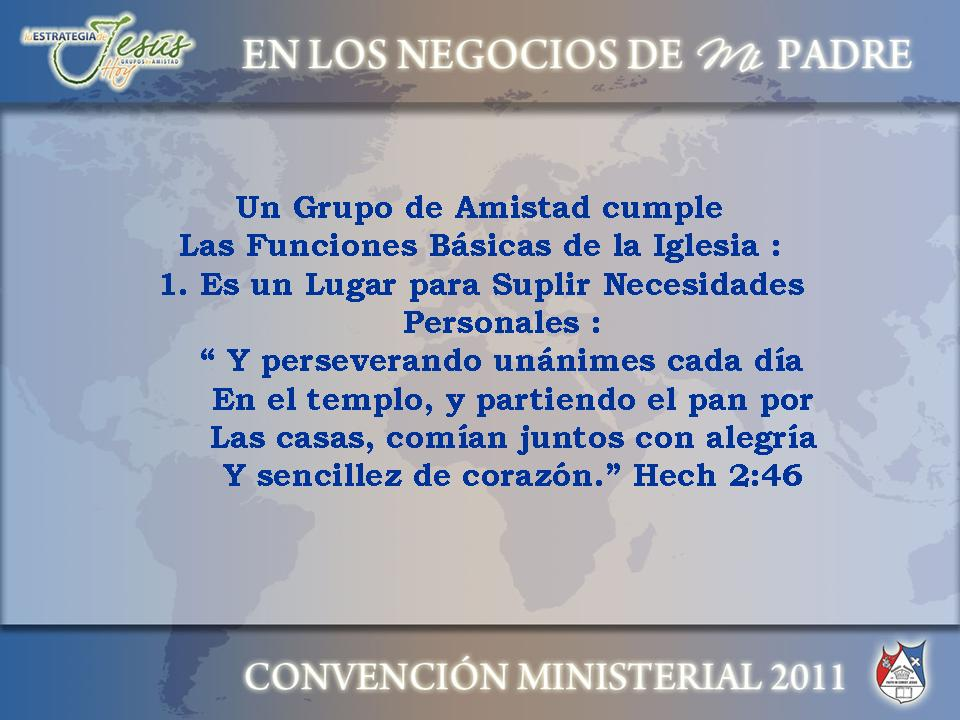 la ESTRATEGIA de
Jesús
GRUPOS de AMISTAD
Hoy
EN LOS NEGOCIOS DE Mi PADRE
Un Grupo de Amistad cumple
Las Funciones Básicas de la Iglesia :
1. Es un Lugar para Suplir Necesidades
Personales :
“ Y perseverando unánimes cada día
En el templo, y partiendo el pan por
Las casas, comían juntos con alegría
Y sencillez de corazón.” Hech 2:46
CONVENCIÓN MINISTERIAL 2011